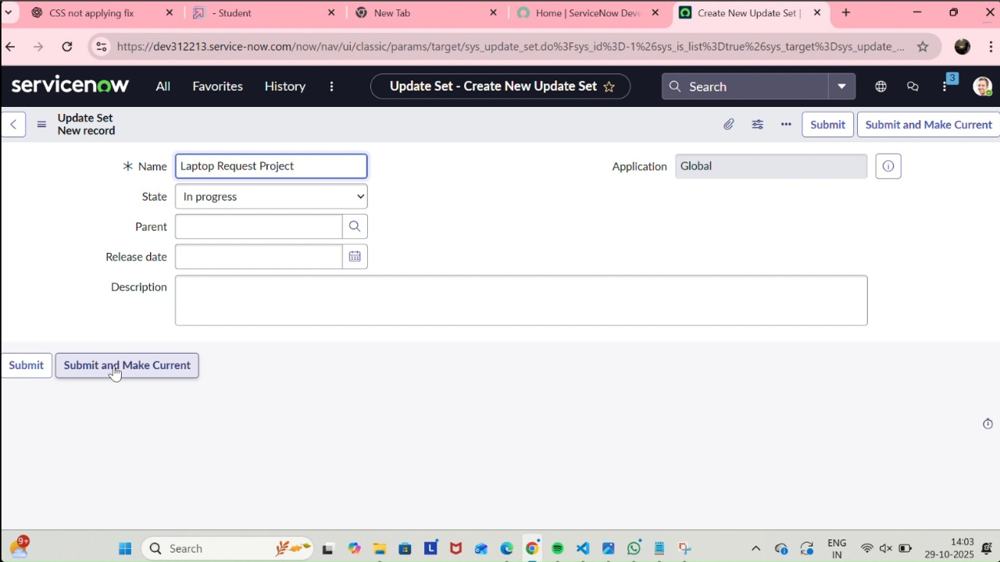 CSS not applying fix
- Student
New Tab
Home | ServiceNow Deve
Create New Update Set |
https://dev312213.service-now.com/now/nav/ui/classic/params/target/sys_update_set.do%3Fsys_id%3D-1%26sys_is_list%3Dtrue%26sys_target%3Dsys_update_...
servicenow
All
Favorites
History
Update Set - Create New Update Set
Search
3
Update Set
New record
Submit
Submit and Make Current
Name
Laptop Request Project
Application
Global
State
In progress
Parent
Release date
Description
Submit
Submit and Make Current
9+
Search
ENG
IN
14:03
29-10-2025